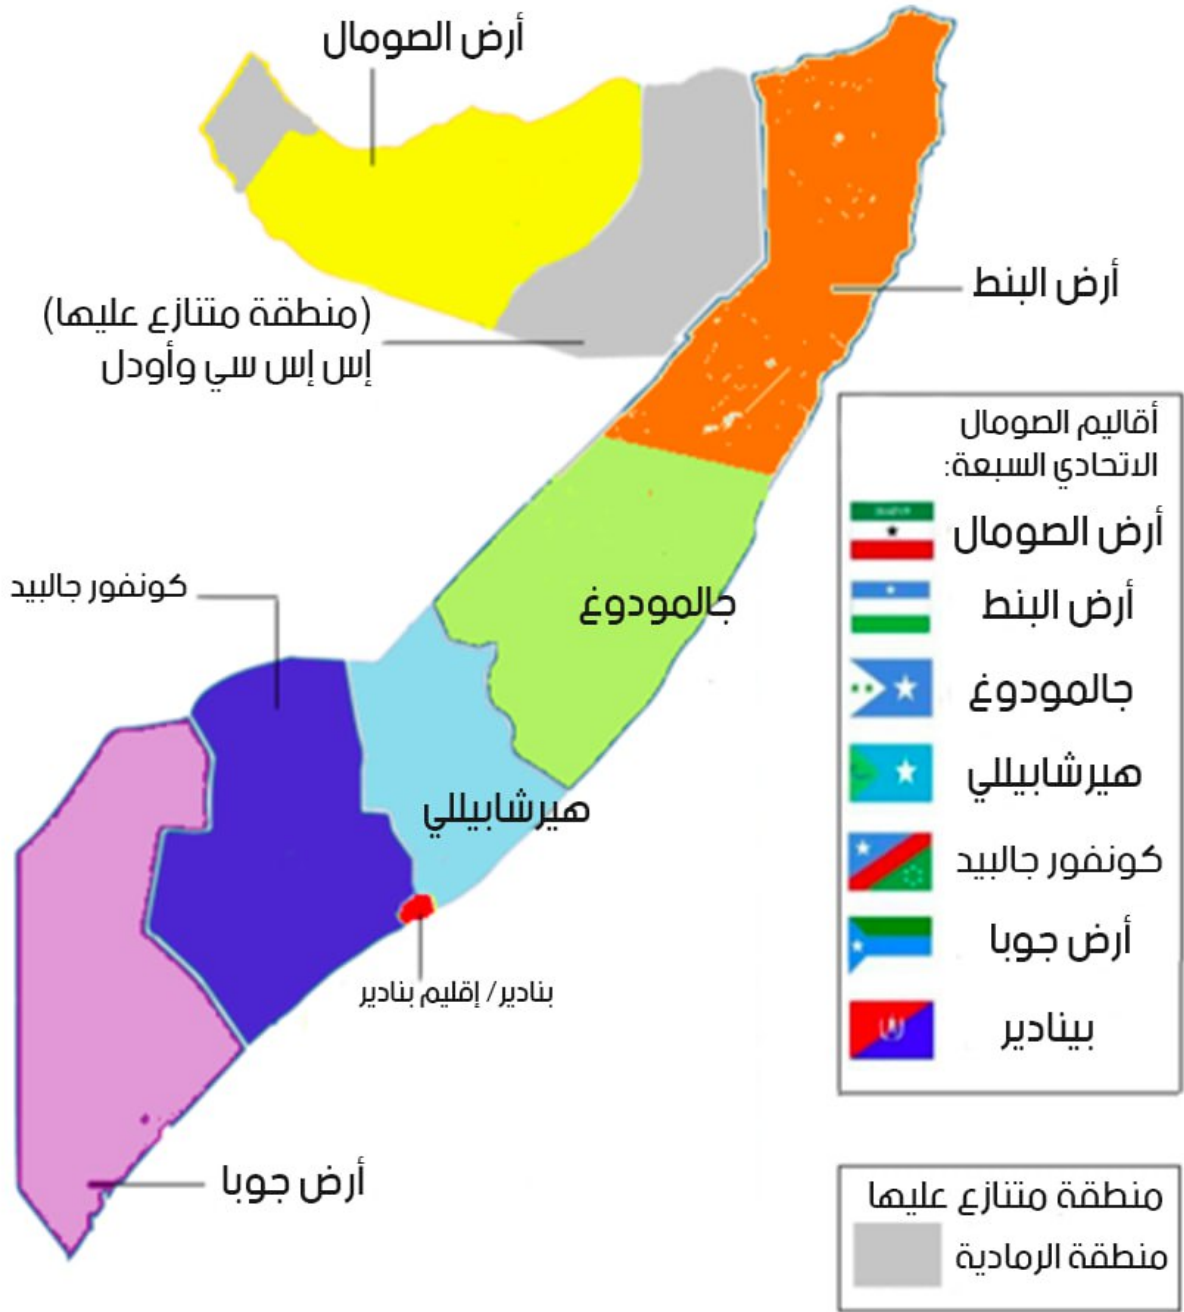 أرض الصومال
أرض البنط
(منطقة متنازع عليها)
إس إس سي وأودل
كونفور جالبيد
جالمودوغ
هيرشابيللي
بنادير/ إقليم بنادير
أرض جوبا
أقاليم الصومال
الاتحادي السبعة:
أرض الصومال
أرض البنط
جالمودوغ
هيرشابيللي
كونفور جالبيد
أرض جوبا
بينادير
منطقة متنازع عليها
منطقة الرمادية